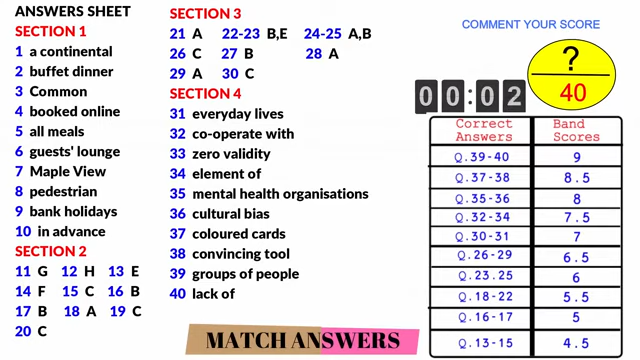 ANSWERS SHEET
SECTION 1
1 a continental
2 buffet dinner
3 Common
4 booked online
5 all meals
6 guests' lounge
7 Maple View
8 pedestrian
9 bank holidays
10 in advance
SECTION 2
11 G 12 H 13 E
14 F 15 C 16 B
17 B 18 A 19 C
20 C
SECTION 3
21 A 22-23 B,E 24-25 A,B
26 C 27 B 28 A
29 A 30 C
SECTION 4
31 everyday lives
32 co-operate with
33 zero validity
34 element of
35 mental health organisations
36 cultural bias
37 coloured cards
38 convincing tool
39 groups of people
40 lack of
MATCH ANSWERS
COMMENT YOUR SCORE
?
40
00:02
Correct Answers Band Scores
Q.39-40 9
Q.37-38 8.5
Q.35-36 8
Q.32-34 7.5
Q.30-31 7
Q.26-29 6.5
Q.23.25 6
Q.18-22 5.5
Q.16-17 5
Q.13-15 4.5